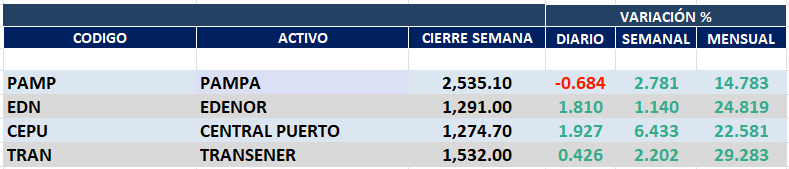 VARIACIÓN %
CODIGO ACTIVO CIERRE SEMANA DIARIO SEMANAL MENSUAL
PAMP PAMPA 2,535.10 -0.684 2.781 14.783
EDN EDENOR 1,291.00 1.810 1.140 24.819
CEPU CENTRAL PUERTO 1,274.70 1.927 6.433 22.581
TRAN TRANSENER 1,532.00 0.426 2.202 29.283